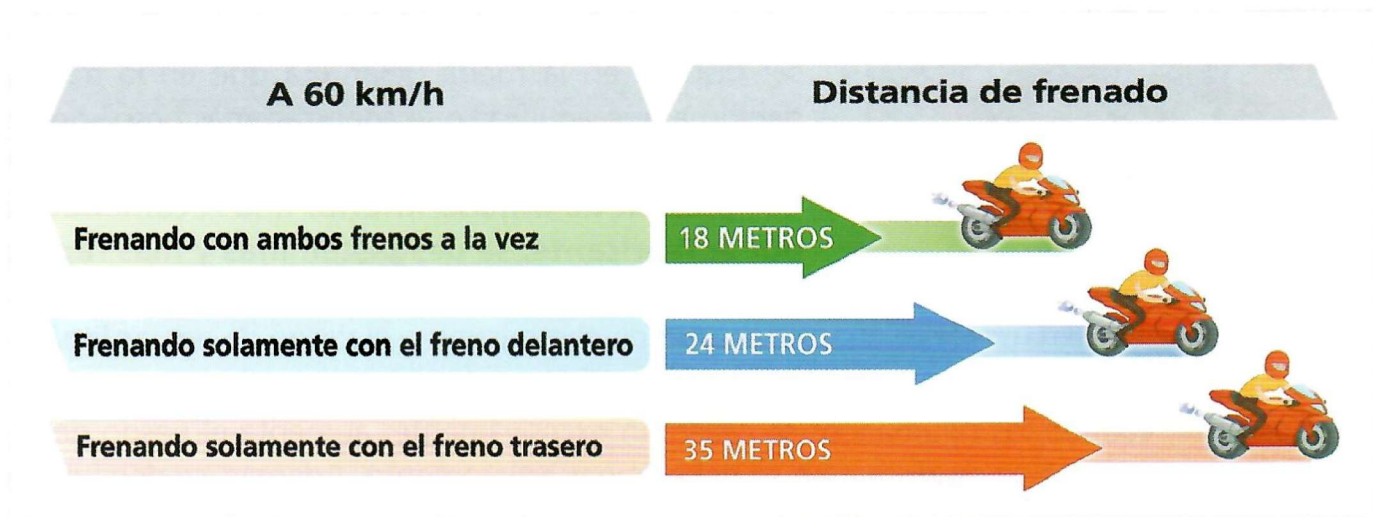 A 60 km/h
Distancia de frenado
Frenando con ambos frenos a la vez
18 METROS
Frenando solamente con el freno delantero
24 METROS
Frenando solamente con el freno trasero
35 METROS